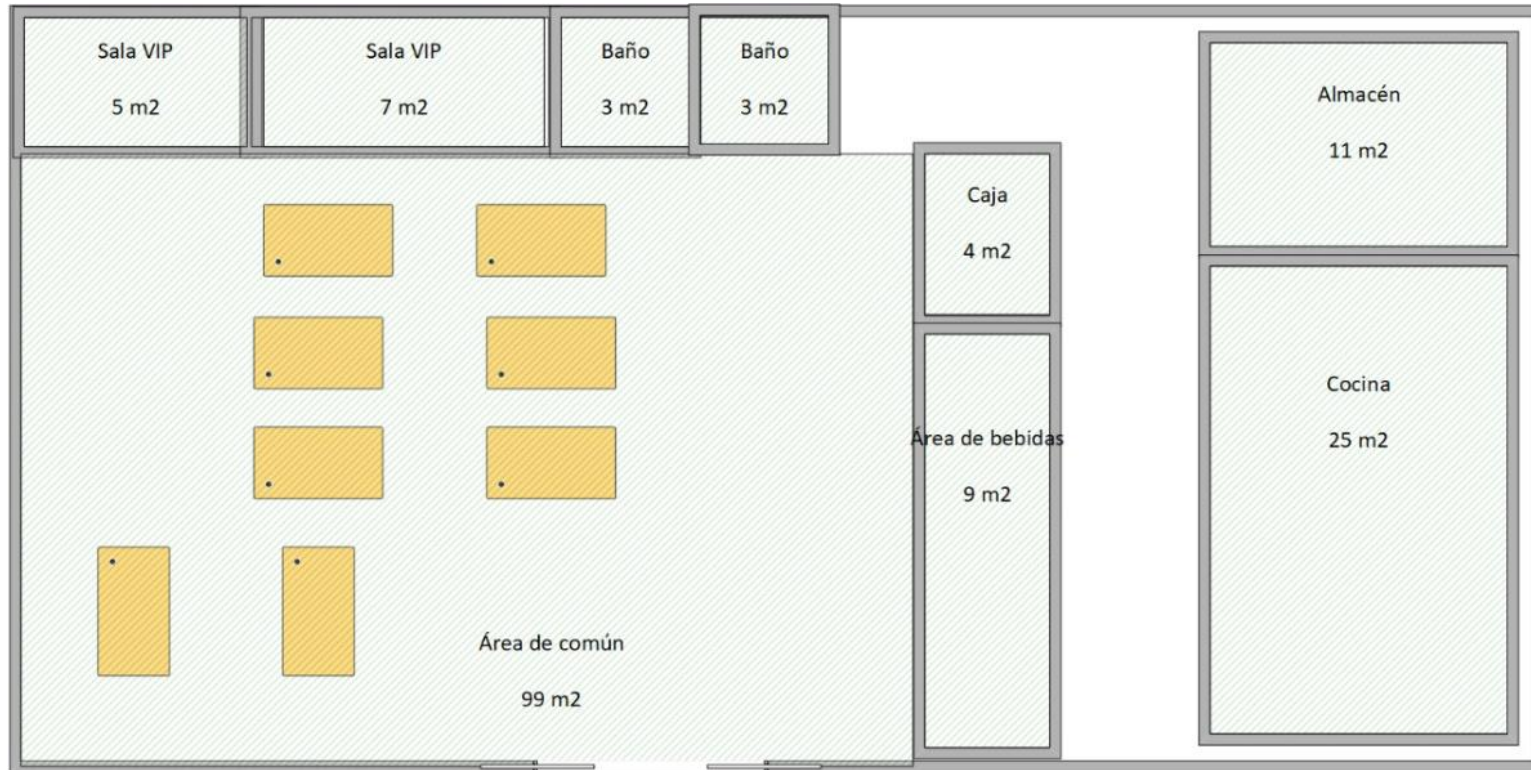 Sala VIP
5 m2
Sala VIP
7 m2
Baño
3 m2
Baño
3 m2
Almacén
11 m2
Caja
4 m2
Cocina
25 m2
Área de bebidas
9 m2
Área de común
99 m2